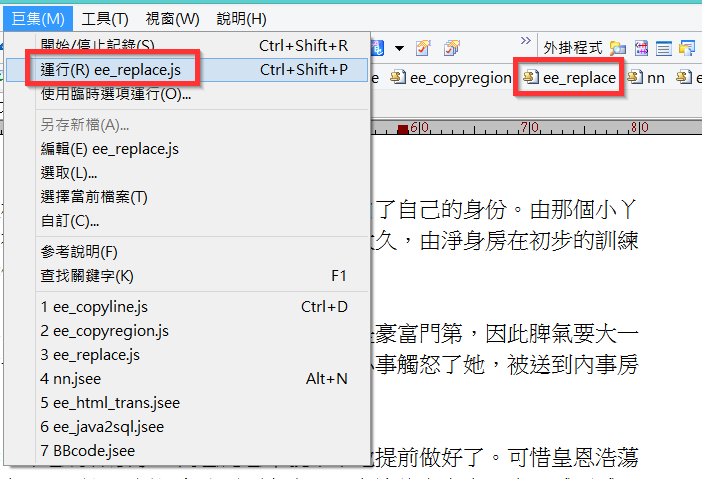 巨集(M) 工具(T) 視窗(W) 說明(H)
開始/停止記錄(S) Ctrl+Shift+R
外掛程式
運行(R) ee_replace.js Ctrl+Shift+P
e ee_copyregion ee_replace nn e
使用臨時選項運行(O)...
另存新檔(A)...
60 70 80
編輯(E) ee_replace.js
選取(L)...
選擇當前檔案(T)
了自己的身份。由那個小丫
自訂(C)...
久，由淨身房在初步的訓練
參考說明(F)
查找關鍵字(K) F1
1 ee_copyline.js Ctrl+D
2 ee_copyregion.js
豪富門第，因此脾氣要大一
3 ee_replace.js
小事觸怒了她，被送到內事房
4 nn.jsee Alt+N
5 ee_html_trans.jsee
6 ee_java2sql.jsee
7 BBcode.jsee
地提前做好了。可惜皇恩浩蕩